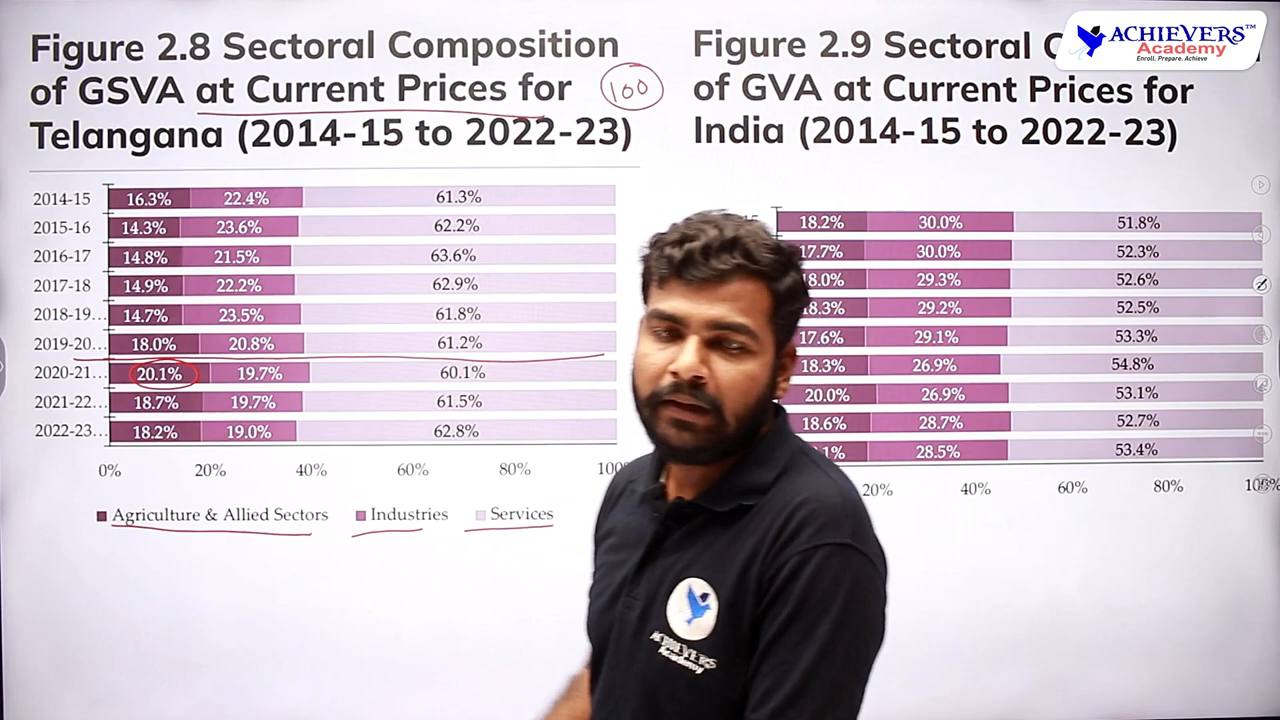 ACHIEVERS™
Academy
Enroll. Prepare. Achieve
Figure 2.8 Sectoral Composition
of GSVA at Current Prices for
Telangana (2014-15 to 2022-23)
100
2014-15 16.3% 22.4% 61.3%
2015-16 14.3% 23.6% 62.2%
2016-17 14.8% 21.5% 63.6%
2017-18 14.9% 22.2% 62.9%
2018-19... 14.7% 23.5% 61.8%
2019-20... 18.0% 20.8% 61.2%
2020-21... 20.1% 19.7% 60.1%
2021-22... 18.7% 19.7% 61.5%
2022-23... 18.2% 19.0% 62.8%
0% 20% 40% 60% 80% 100
Agriculture & Allied Sectors Industries Services
Figure 2.9 Sectoral
of GVA at Current Prices for
India (2014-15 to 2022-23)
18.2% 30.0% 51.8%
17.7% 30.0% 52.3%
8.0% 29.3% 52.6%
8.3% 29.2% 52.5%
17.6% 29.1% 53.3%
18.3% 26.9% 54.8%
20.0% 26.9% 53.1%
18.6% 28.7% 52.7%
.1% 28.5% 53.4%
20% 40% 60% 80% 100%
ACHIEVERS
Academy